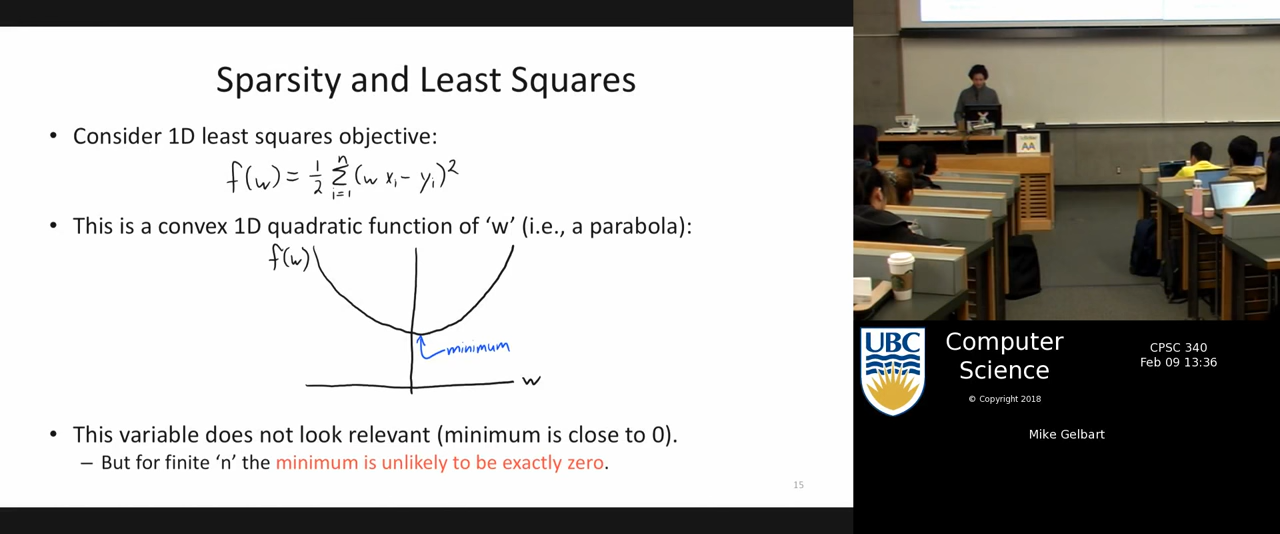 Sparsity and Least Squares
• Consider 1D least squares objective:
f(w) = 1/2 Σ_{i=1}^{n} (w x_i - y_i)^2
• This is a convex 1D quadratic function of ‘w’ (i.e., a parabola):
f(w)
minimum
w
• This variable does not look relevant (minimum is close to 0).
– But for finite ‘n’ the minimum is unlikely to be exactly zero.
15
AA
UBC
Computer
Science
© Copyright 2018
CPSC 340
Feb 09 13:36
Mike Gelbart